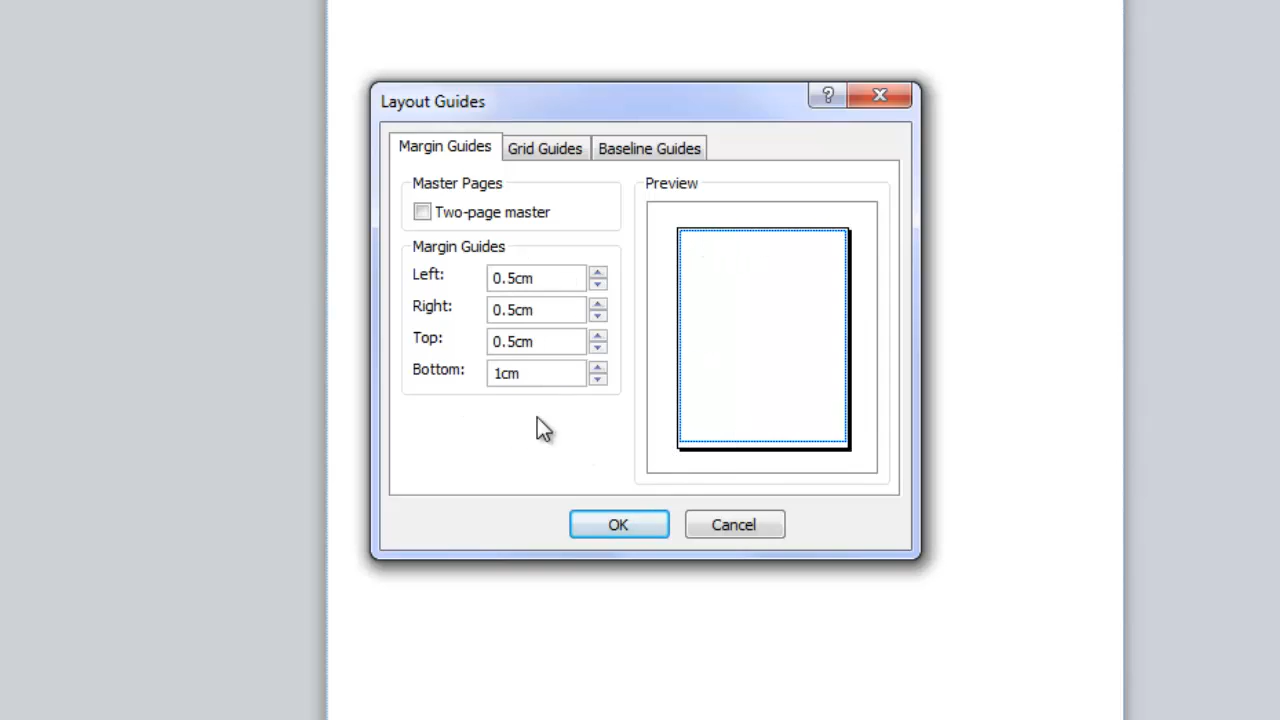 Layout Guides
?
Margin Guides Grid Guides Baseline Guides
Master Pages
Two-page master
Margin Guides
Left: 0.5cm
Right: 0.5cm
Top: 0.5cm
Bottom: 1cm
Preview
OK Cancel